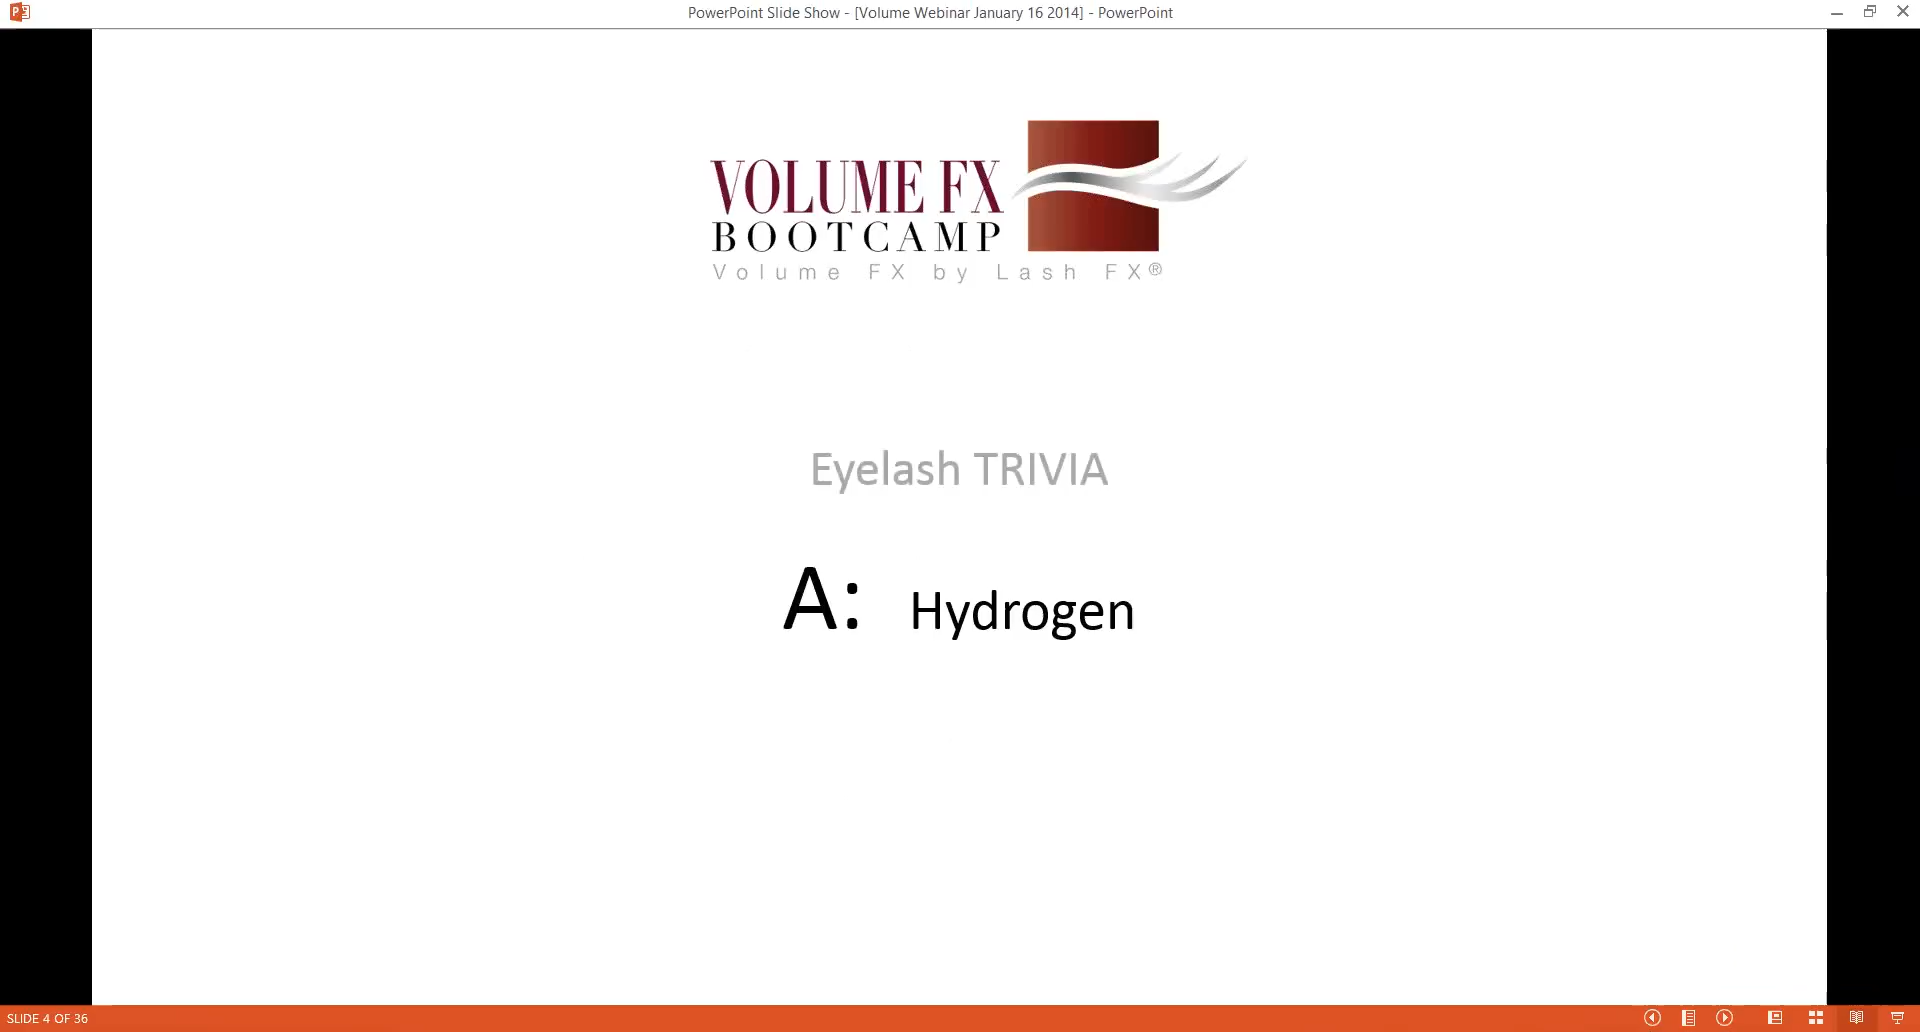 PowerPoint Slide Show - [Volume Webinar January 16 2014] - PowerPoint
VOLUME FX
BOOTCAMP
Volume FX by Lash FX®
Eyelash TRIVIA
A: Hydrogen
SLIDE 4 OF 36